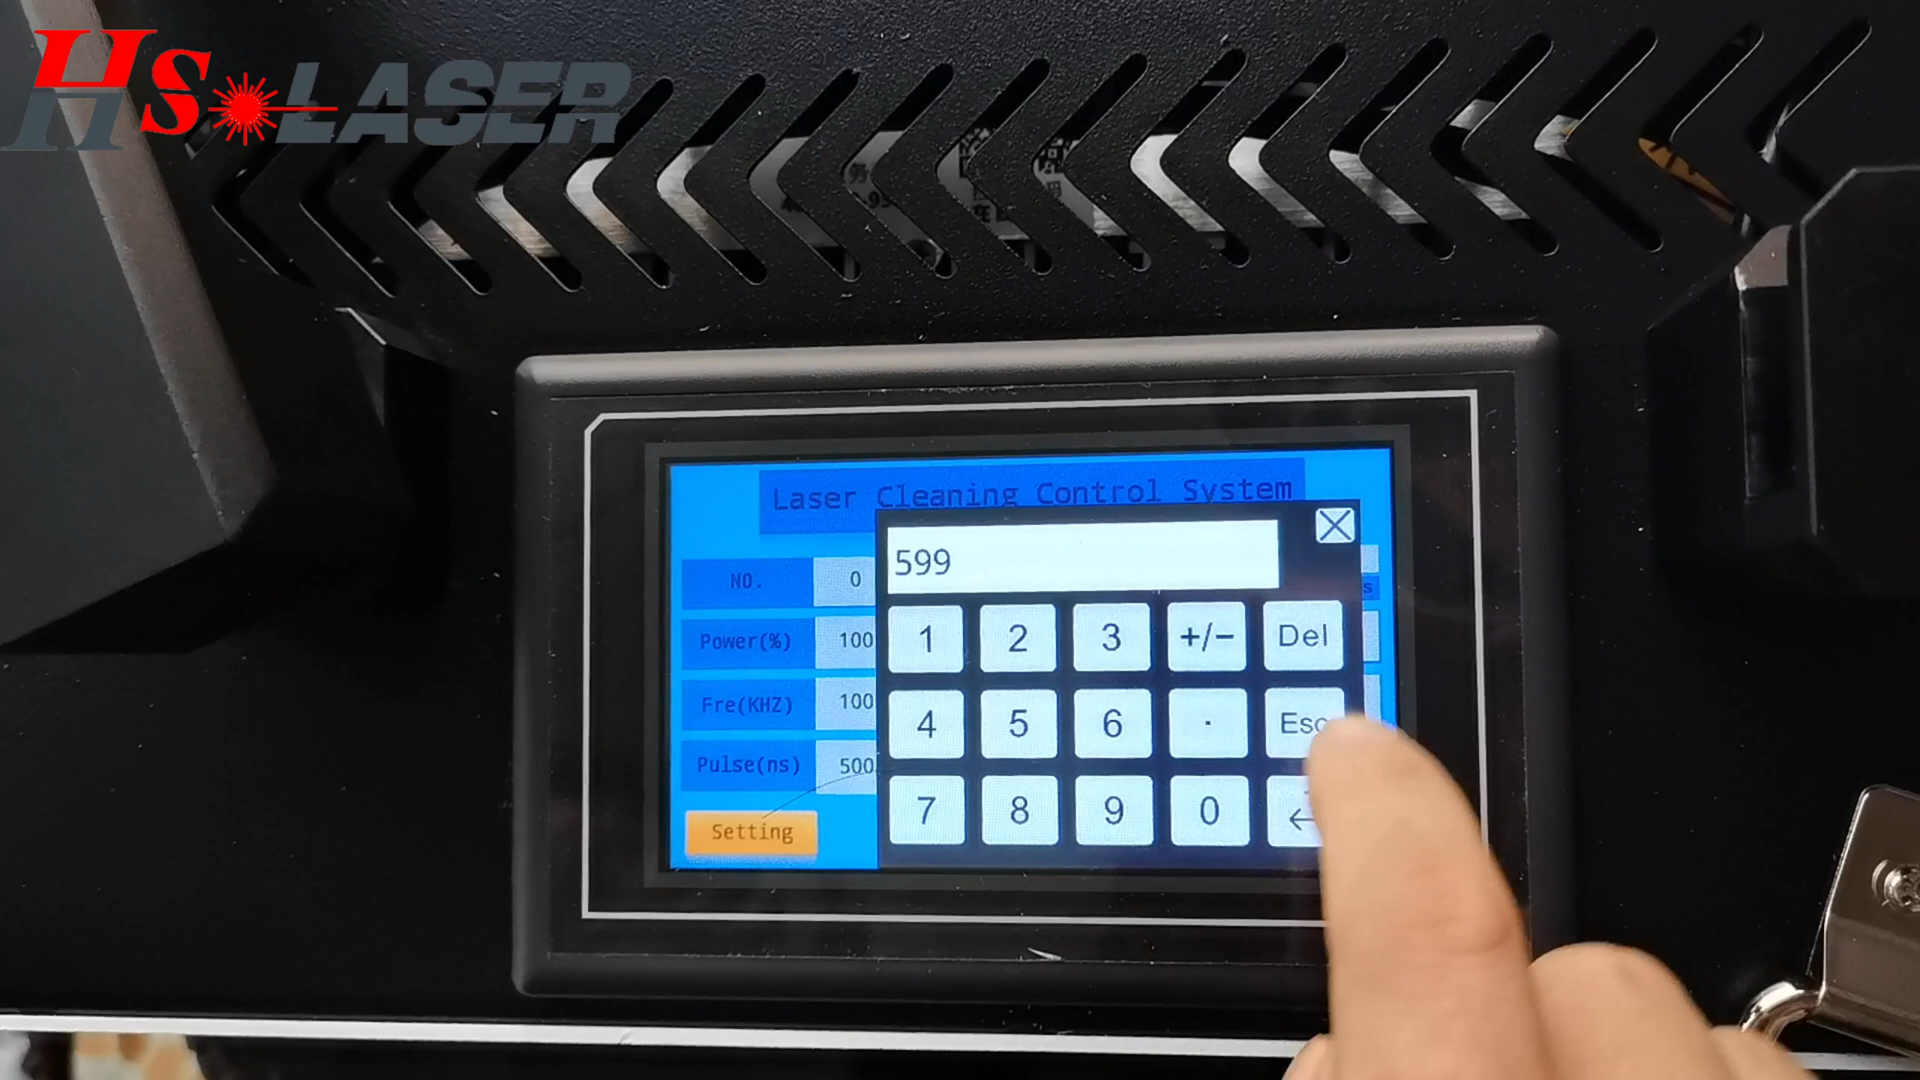 Hs LASER
Laser Cleaning Control System
599
NO. 0
s
1 2 3 +/- Del
Power(%) 100
4 5 6 . Esc
Fre(KHZ) 100
Pulse(ns) 500
7 8 9 0 ←
Setting